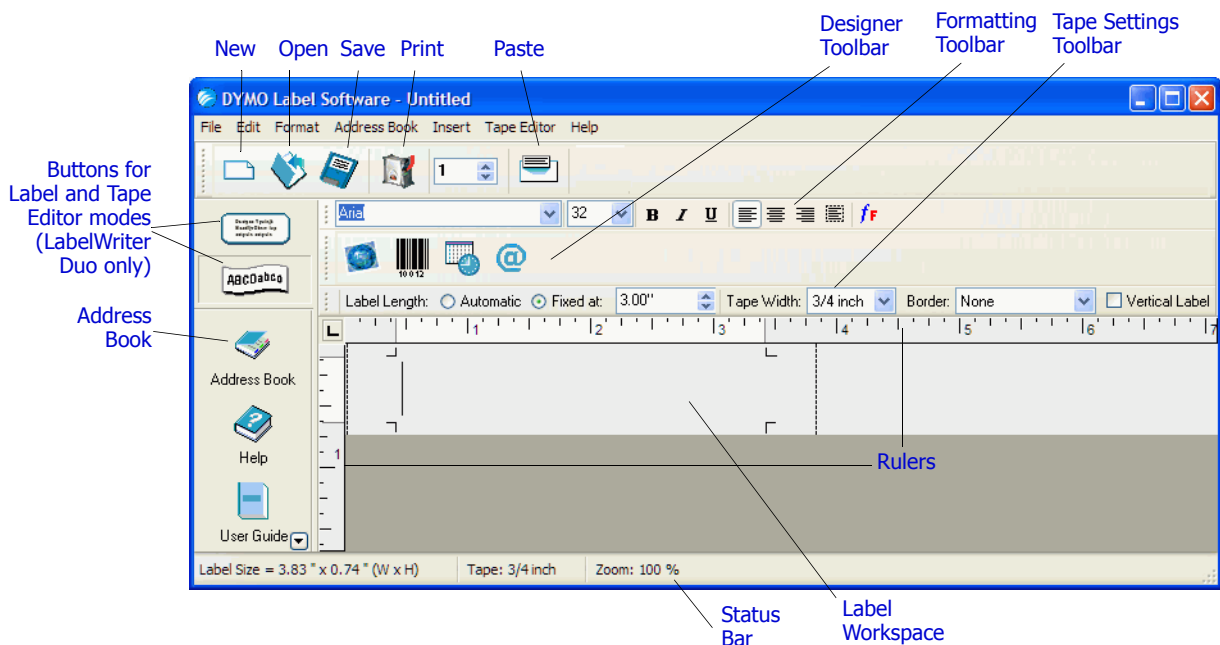 Designer
Toolbar
Formatting
Toolbar
Tape Settings
Toolbar
New
Open
Save
Print
Paste
DYMO Label Software - Untitled
File Edit Format Address Book Insert Tape Editor Help
1
Buttons for
Label and Tape
Editor modes
(LabelWriter
Duo only)
Arial 32 B I U fF
10 0 12
@
ABCDabcd
Label Length: Automatic Fixed at: 3.00" Tape Width: 3/4 inch Border: None Vertical Label
L 1 2 3 4 5 6 7
Address
Book
Address Book
Help
1
Rulers
User Guide
Label Size = 3.83 " x 0.74 " (W x H) Tape: 3/4 inch Zoom: 100 %
Status
Bar
Label
Workspace